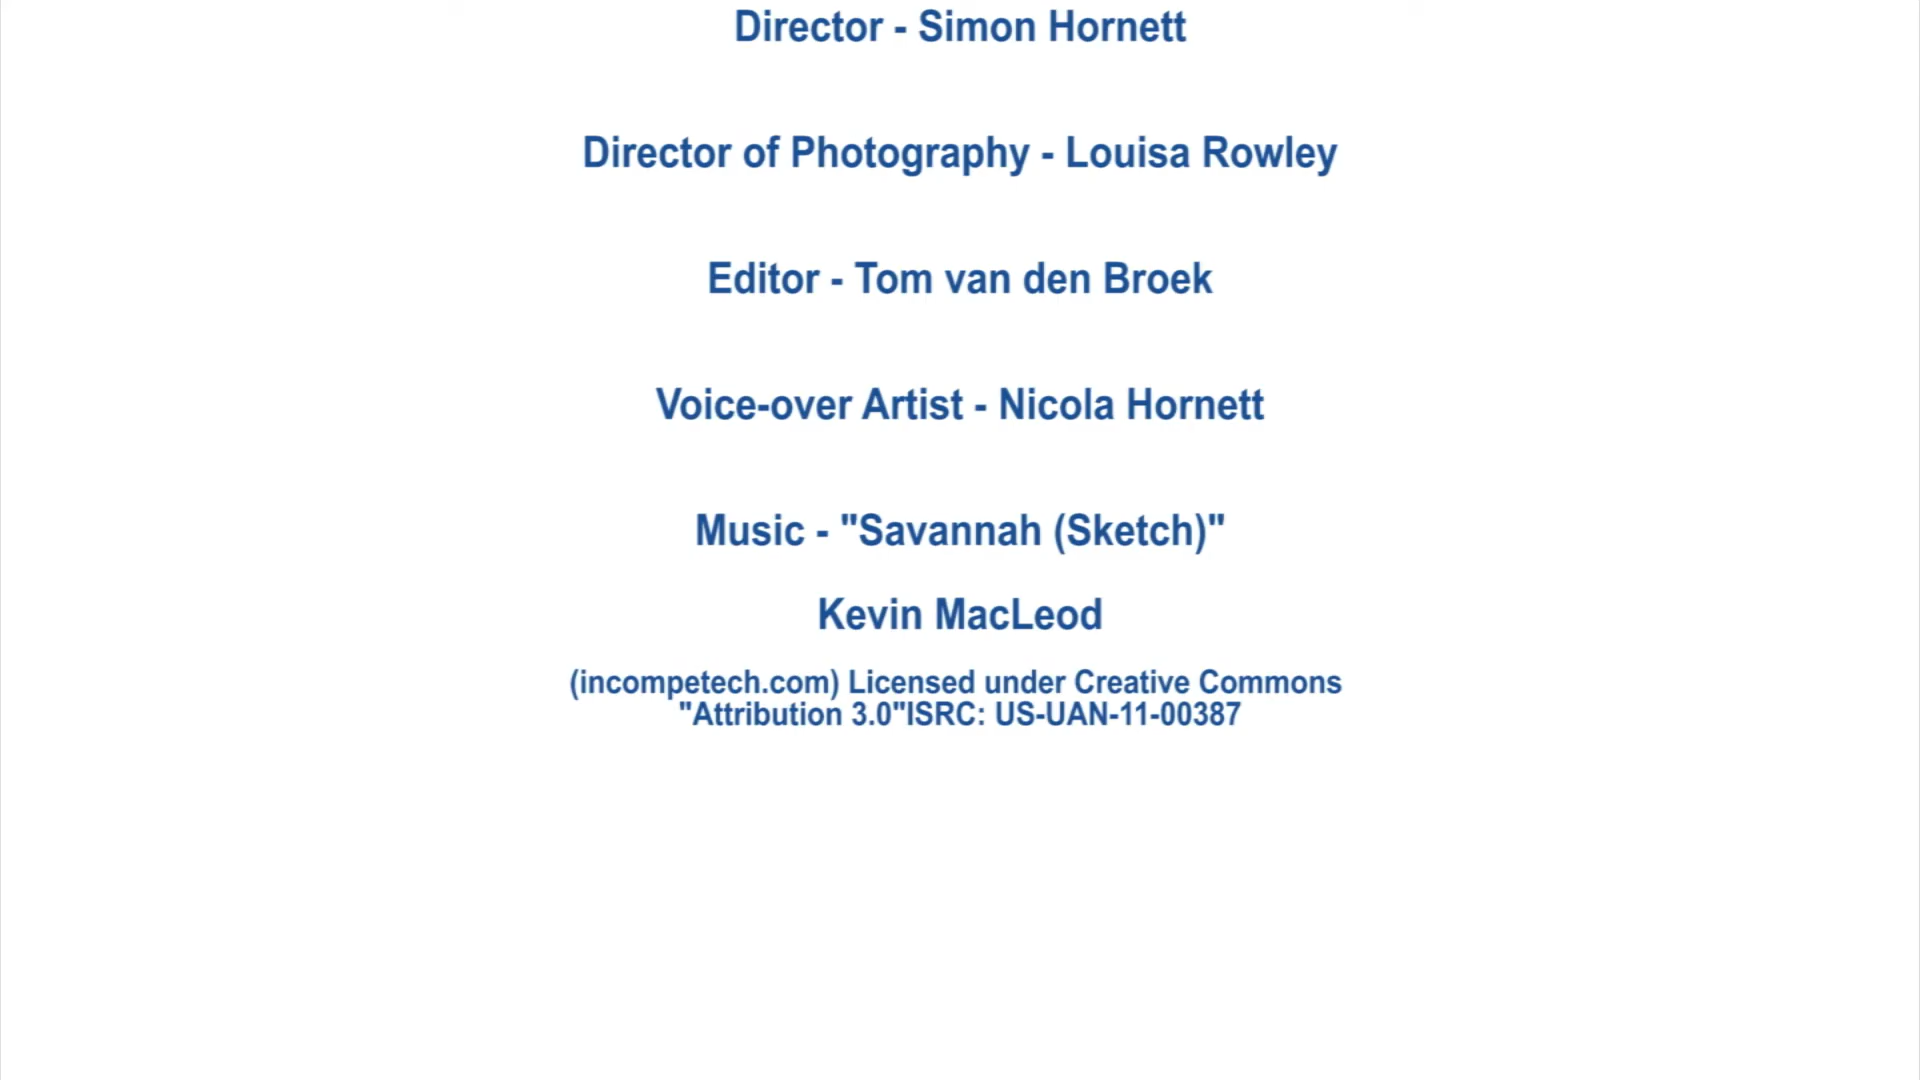 Director - Simon Hornett
Director of Photography - Louisa Rowley
Editor - Tom van den Broek
Voice-over Artist - Nicola Hornett
Music - "Savannah (Sketch)"
Kevin MacLeod
(incompetech.com) Licensed under Creative Commons
"Attribution 3.0"ISRC: US-UAN-11-00387